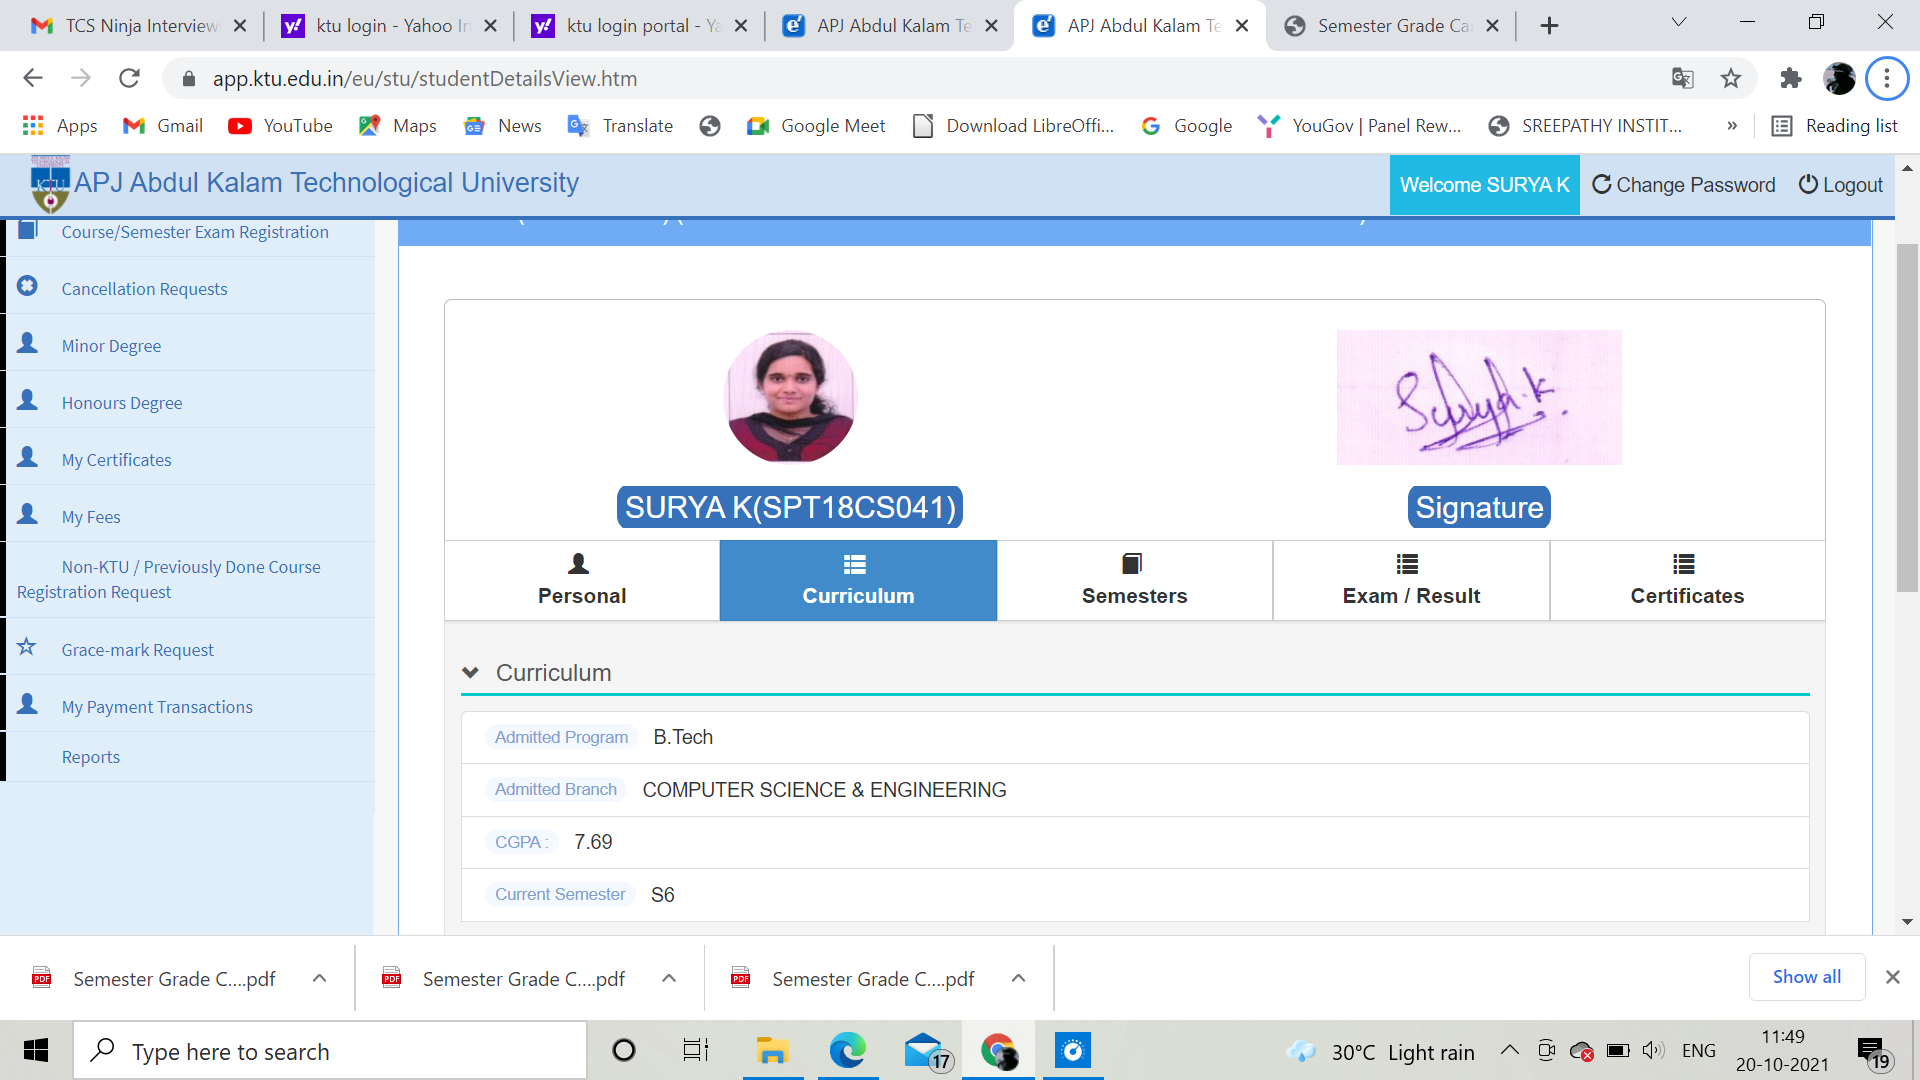 TCS Ninja Interview
ktu login - Yahoo In
ktu login portal - Ya
APJ Abdul Kalam Te
APJ Abdul Kalam Te
Semester Grade Ca
app.ktu.edu.in/eu/stu/studentDetailsView.htm
Apps
Gmail
YouTube
Maps
News
Translate
Google Meet
Download LibreOffi...
Google
YouGov | Panel Rew...
SREEPATHY INSTIT...
»
Reading list
KTU
APJ Abdul Kalam Technological University
Welcome SURYA K
Change Password
Logout
Course/Semester Exam Registration
Cancellation Requests
Minor Degree
Honours Degree
My Certificates
My Fees
Non-KTU / Previously Done Course
Registration Request
Grace-mark Request
My Payment Transactions
Reports
Surya.K.
SURYA K(SPT18CS041)
Signature
Personal
Curriculum
Semesters
Exam / Result
Certificates
Curriculum
Admitted Program B.Tech
Admitted Branch COMPUTER SCIENCE & ENGINEERING
CGPA : 7.69
Current Semester S6
Semester Grade C....pdf
Semester Grade C....pdf
Semester Grade C....pdf
Show all
Type here to search
17
30°C Light rain
ENG
11:49
20-10-2021
19